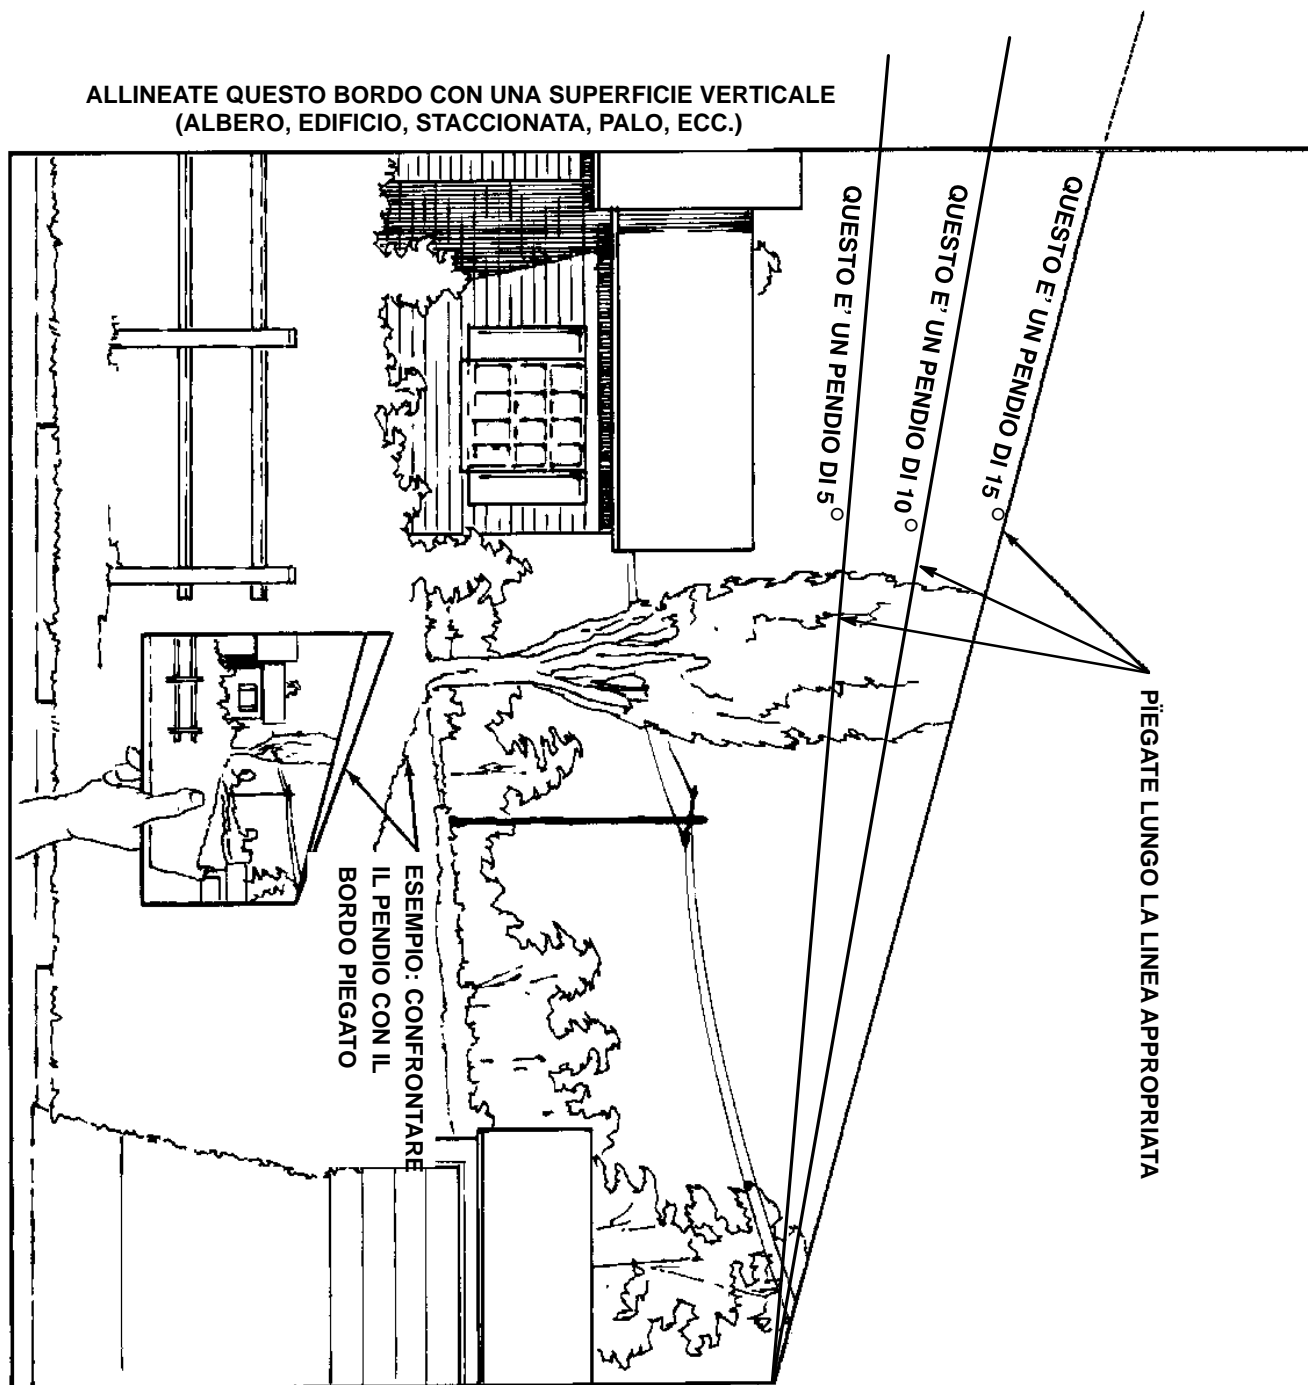 ALLINEATE QUESTO BORDO CON UNA SUPERFICIE VERTICALE
(ALBERO, EDIFICIO, STACCIONATA, PALO, ECC.)
QUESTO E' UN PENDIO DI 15°
QUESTO E' UN PENDIO DI 10°
QUESTO E' UN PENDIO DI 5°
PÏEGATE LUNGO LA LINEA APPROPRIATA
ESEMPIO: CONFRONTARE
IL PENDIO CON IL
BORDO PIEGATO